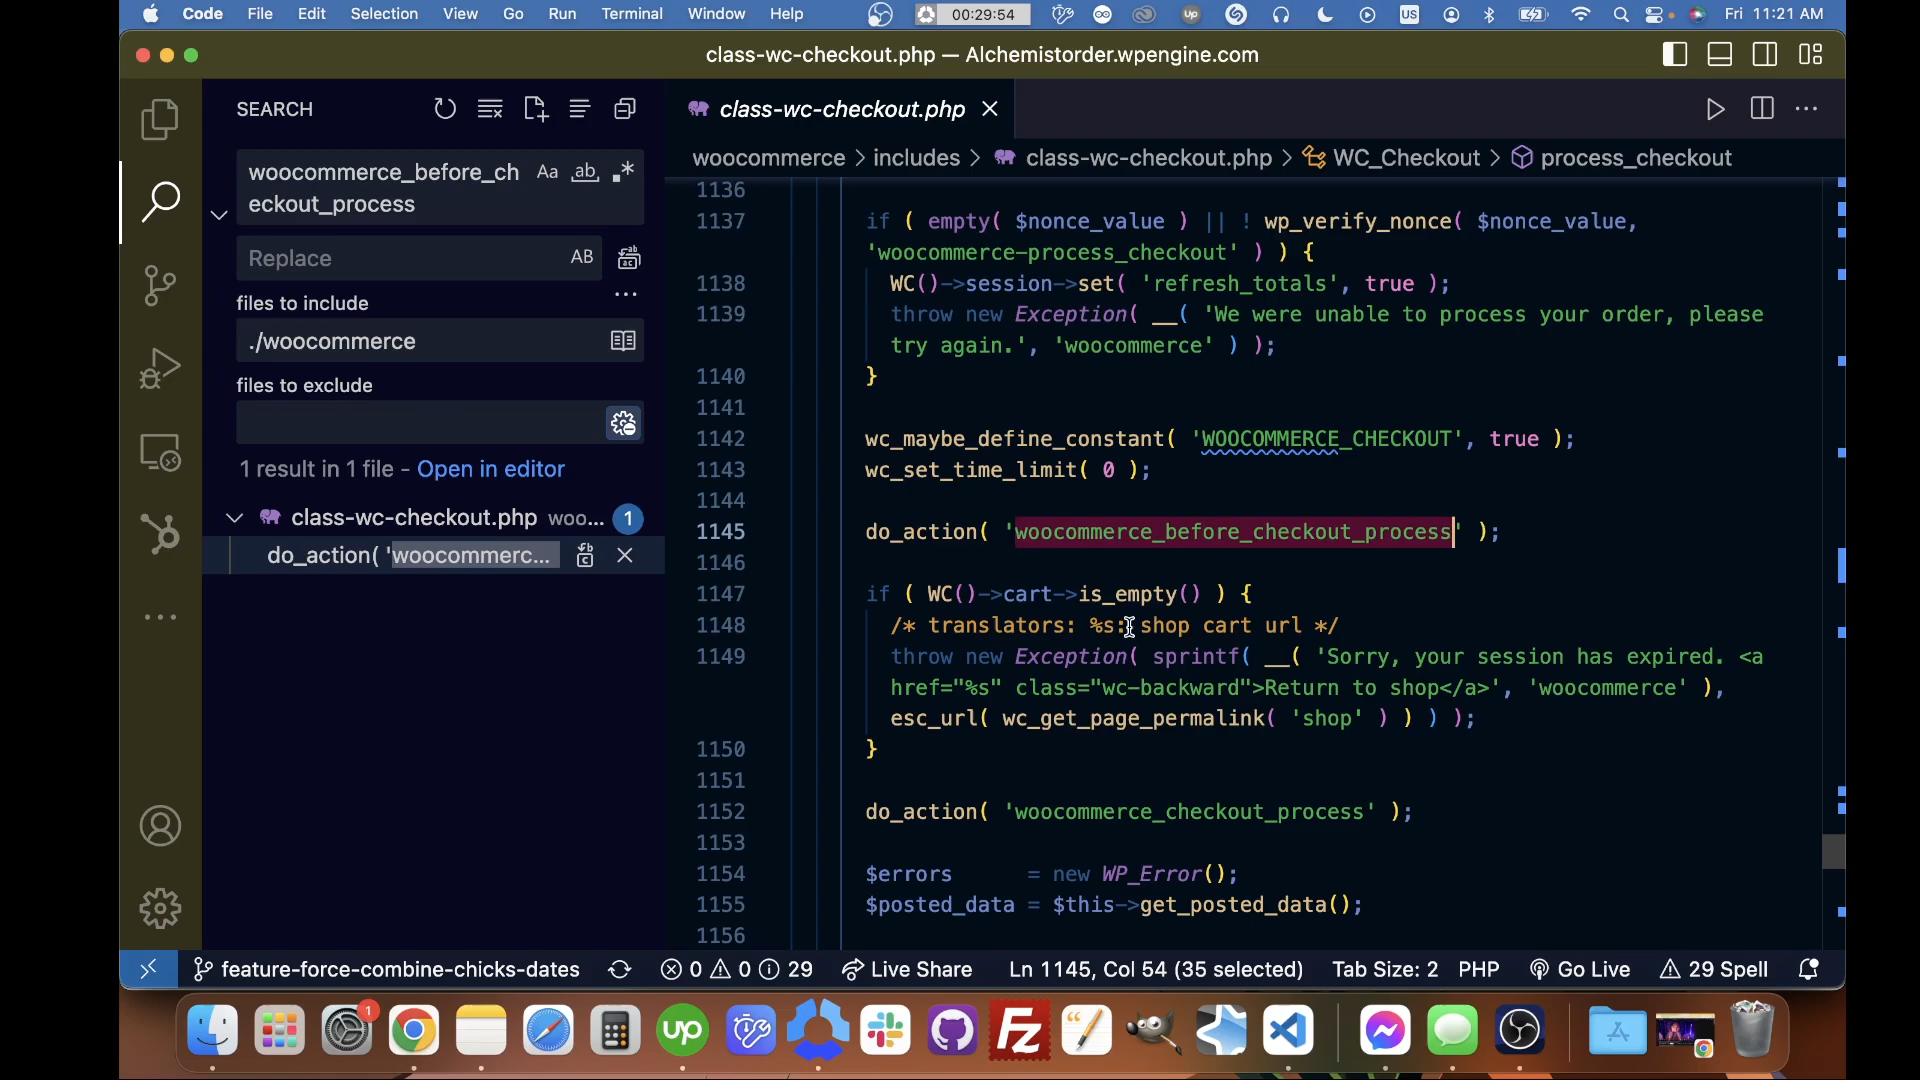 Code File Edit Selection View Go Run Terminal Window Help 00:29:54 Up US Fri 11:21 AM
class-wc-checkout.php — Alchemistorder.wpengine.com
SEARCH
class-wc-checkout.php
woocommerce_before_ch
eckout_process
Aa ab
Replace
AB
files to include
./woocommerce
files to exclude
1 result in 1 file - Open in editor
class-wc-checkout.php woo... 1
do_action( 'woocommerc...
woocommerce > includes > class-wc-checkout.php > WC_Checkout > process_checkout
1136
1137 if ( empty( $nonce_value ) || ! wp_verify_nonce( $nonce_value,
'woocommerce-process_checkout' ) ) {
1138 WC()->session->set( 'refresh_totals', true );
1139 throw new Exception( __( 'We were unable to process your order, please
try again.', 'woocommerce' ) );
1140 }
1141
1142 wc_maybe_define_constant( 'WOOCOMMERCE_CHECKOUT', true );
1143 wc_set_time_limit( 0 );
1144
1145 do_action( 'woocommerce_before_checkout_process' );
1146
1147 if ( WC()->cart->is_empty() ) {
1148 /* translators: %s: shop cart url */
1149 throw new Exception( sprintf( __( 'Sorry, your session has expired. <a
href="%s" class="wc-backward">Return to shop</a>', 'woocommerce' ),
esc_url( wc_get_page_permalink( 'shop' ) ) ) );
1150 }
1151
1152 do_action( 'woocommerce_checkout_process' );
1153
1154 $errors = new WP_Error();
1155 $posted_data = $this->get_posted_data();
1156
feature-force-combine-chicks-dates 0 0 29 Live Share Ln 1145, Col 54 (35 selected) Tab Size: 2 PHP Go Live 29 Spell
1 up Fz